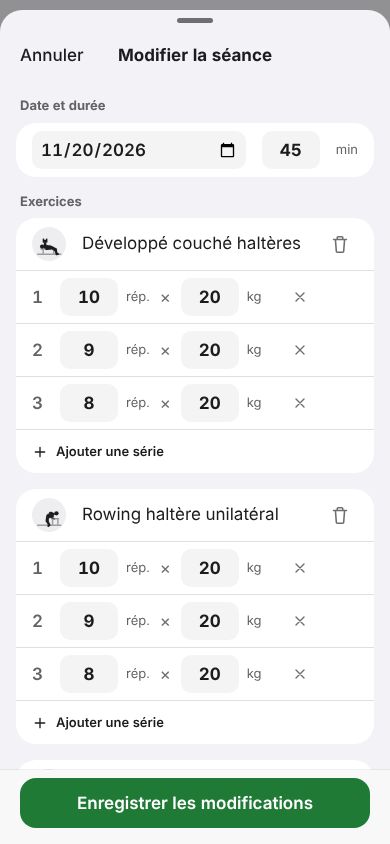 Annuler Modifier la séance
Date et durée
11/20/2026 45 min
Exercices
Développé couché haltères
1 10 rép. × 20 kg ×
2 9 rép. × 20 kg ×
3 8 rép. × 20 kg ×
+ Ajouter une série
Rowing haltère unilatéral
1 10 rép. × 20 kg ×
2 9 rép. × 20 kg ×
3 8 rép. × 20 kg ×
+ Ajouter une série
Enregistrer les modifications